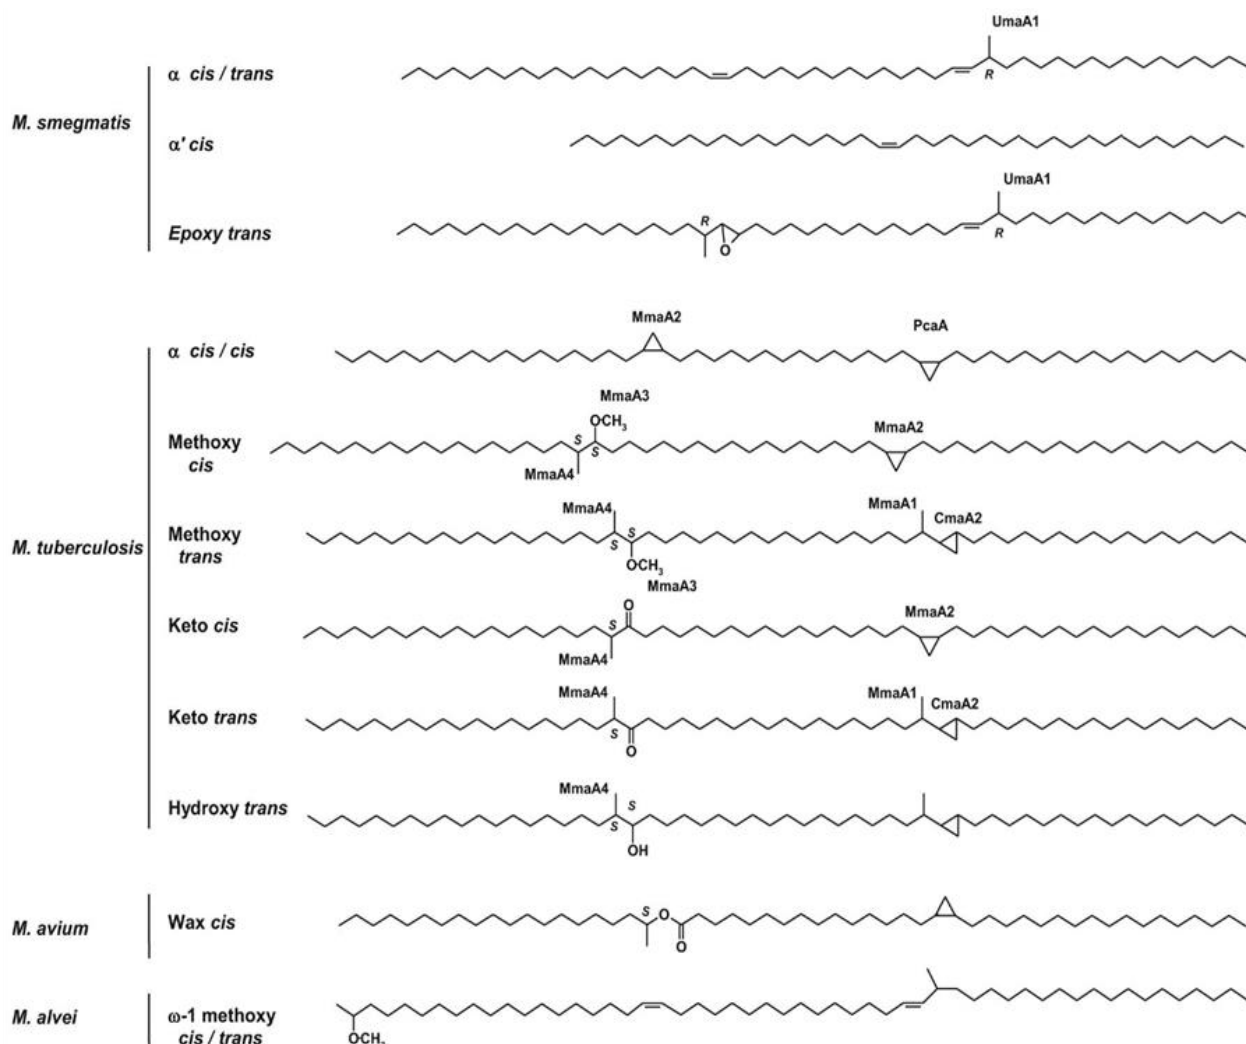 UmaA1
α cis / trans
R
M. smegmatis
α' cis
UmaA1
Epoxy trans
R
O
R
MmaA2
PcaA
α cis / cis
MmaA3
OCH3
Methoxy
cis
S
S
MmaA4
MmaA2
M. tuberculosis
Methoxy
trans
MmaA4
S
S
OCH3
MmaA3
MmaA1
CmaA2
Keto cis
O
S
MmaA4
MmaA2
Keto trans
MmaA4
S
O
MmaA1
CmaA2
Hydroxy trans
MmaA4
S
S
OH
M. avium
Wax cis
S
O
O
M. alvei
ω-1 methoxy
cis / trans
OCH3